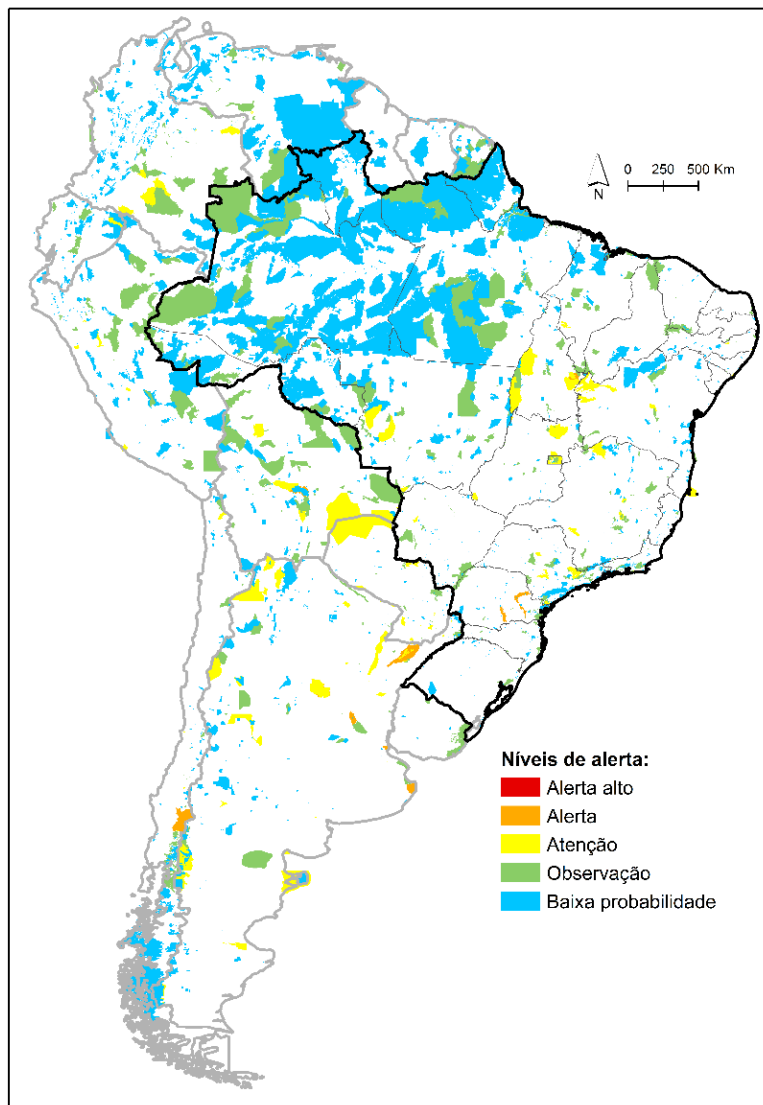 N
0 250 500 Km
Níveis de alerta:
Alerta alto
Alerta
Atenção
Observação
Baixa probabilidade